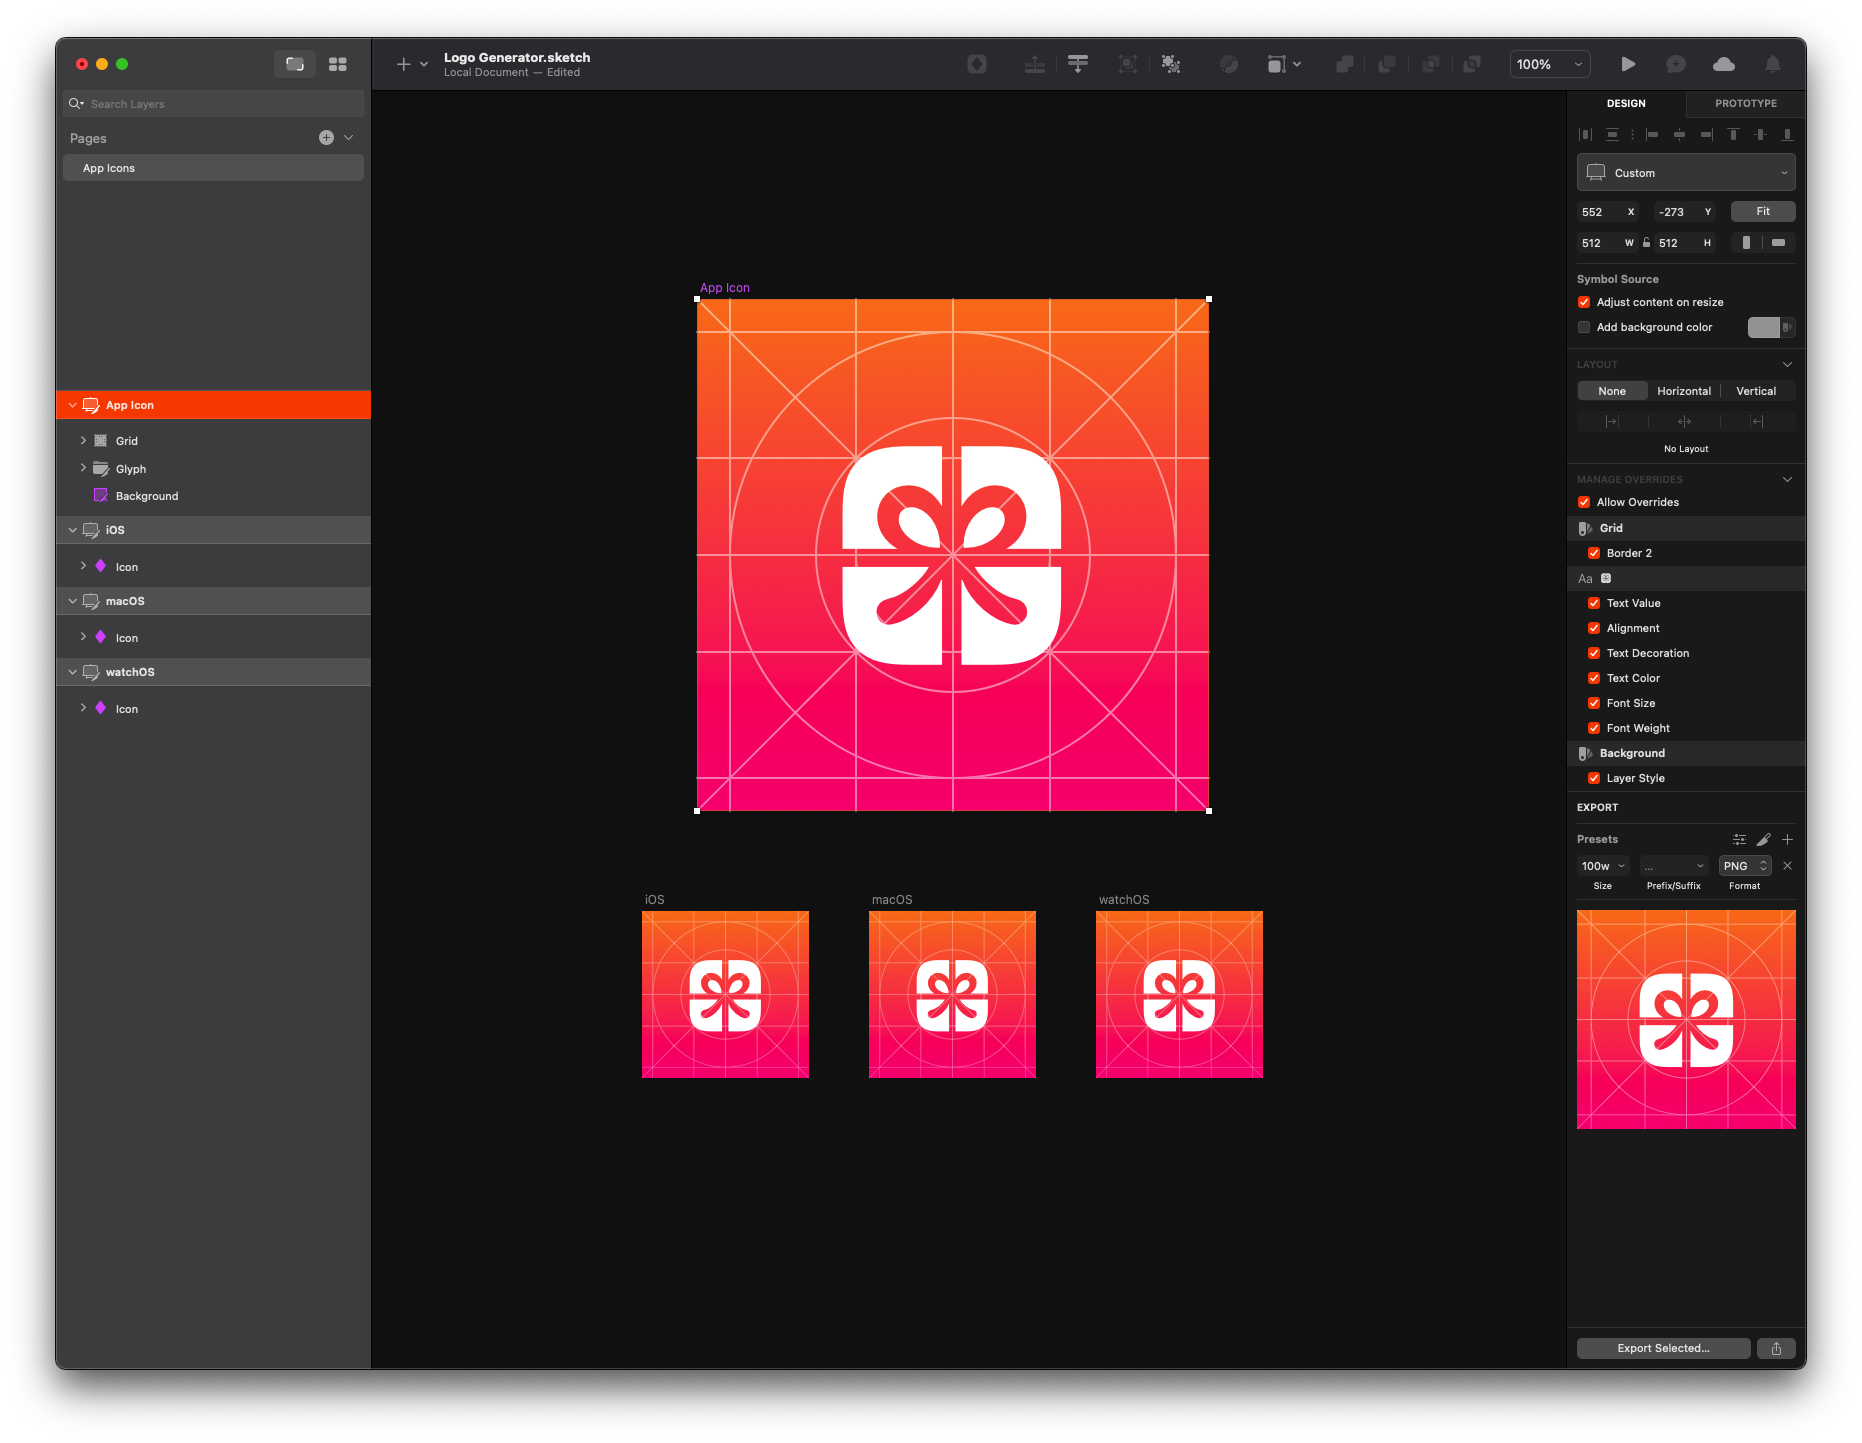 Logo Generator.sketch
Local Document — Edited
100%
Search Layers
Pages
App Icons
App Icon
Grid
Glyph
Background
iOS
Icon
macOS
Icon
watchOS
Icon
App Icon
iOS
macOS
watchOS
DESIGN
PROTOTYPE
Custom
552 X
-273 Y
Fit
512 W
512 H
Symbol Source
Adjust content on resize
Add background color
LAYOUT
None
Horizontal
Vertical
No Layout
MANAGE OVERRIDES
Allow Overrides
Grid
Border 2
Aa
Text Value
Alignment
Text Decoration
Text Color
Font Size
Font Weight
Background
Layer Style
EXPORT
Presets
100w
...
PNG
Size
Prefix/Suffix
Format
Export Selected...